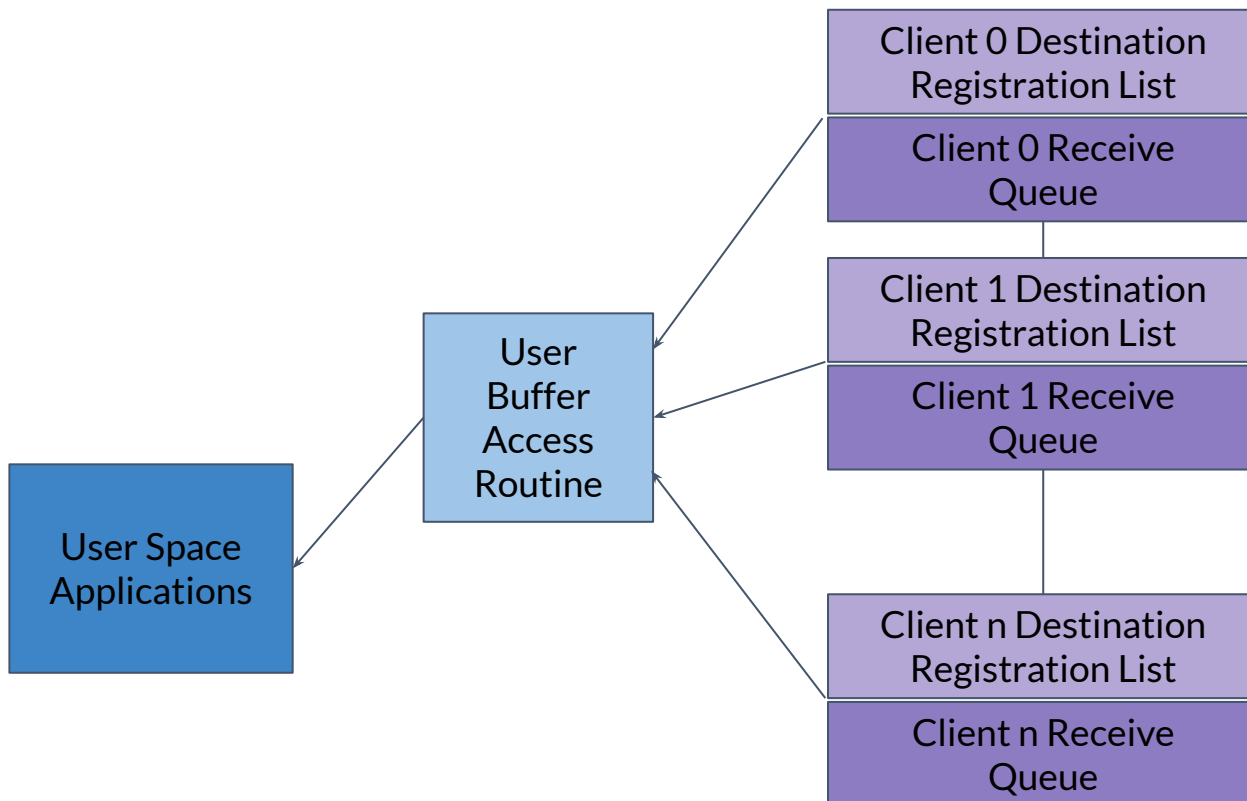 Client 0 Destination
Registration List
Client 0 Receive
Queue
Client 1 Destination
Registration List
Client 1 Receive
Queue
User
Buffer
Access
Routine
User Space
Applications
Client n Destination
Registration List
Client n Receive
Queue